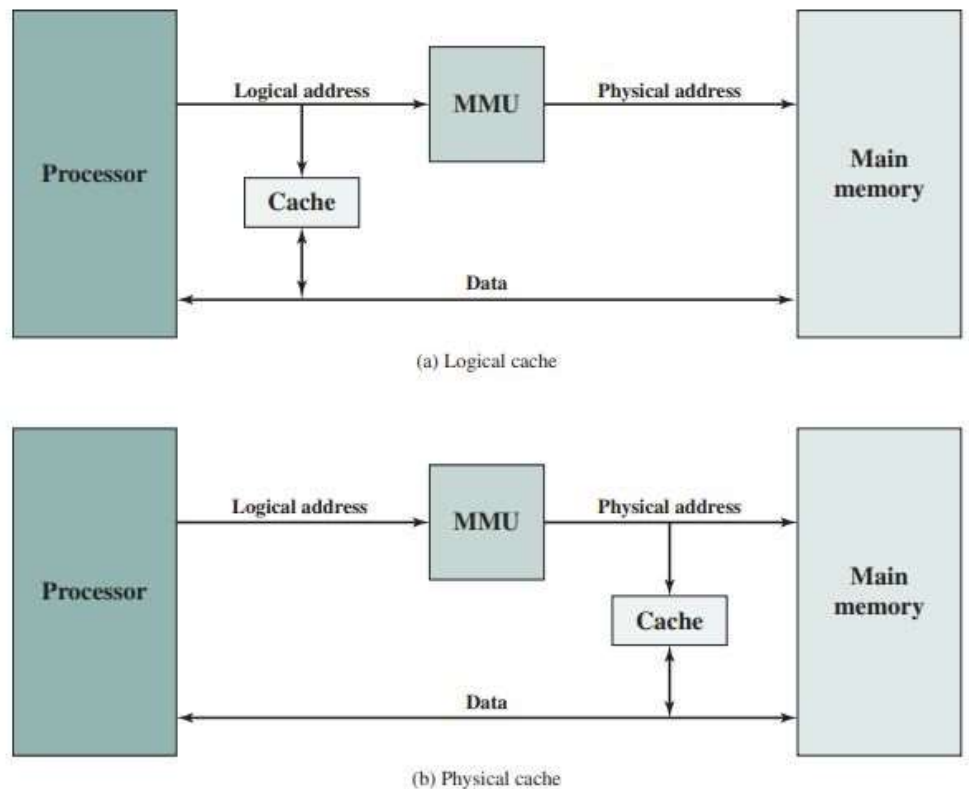 Logical address
Physical address
MMU
Processor
Main
memory
Cache
Data
(a) Logical cache
Logical address
Physical address
MMU
Processor
Main
memory
Cache
Data
(b) Physical cache